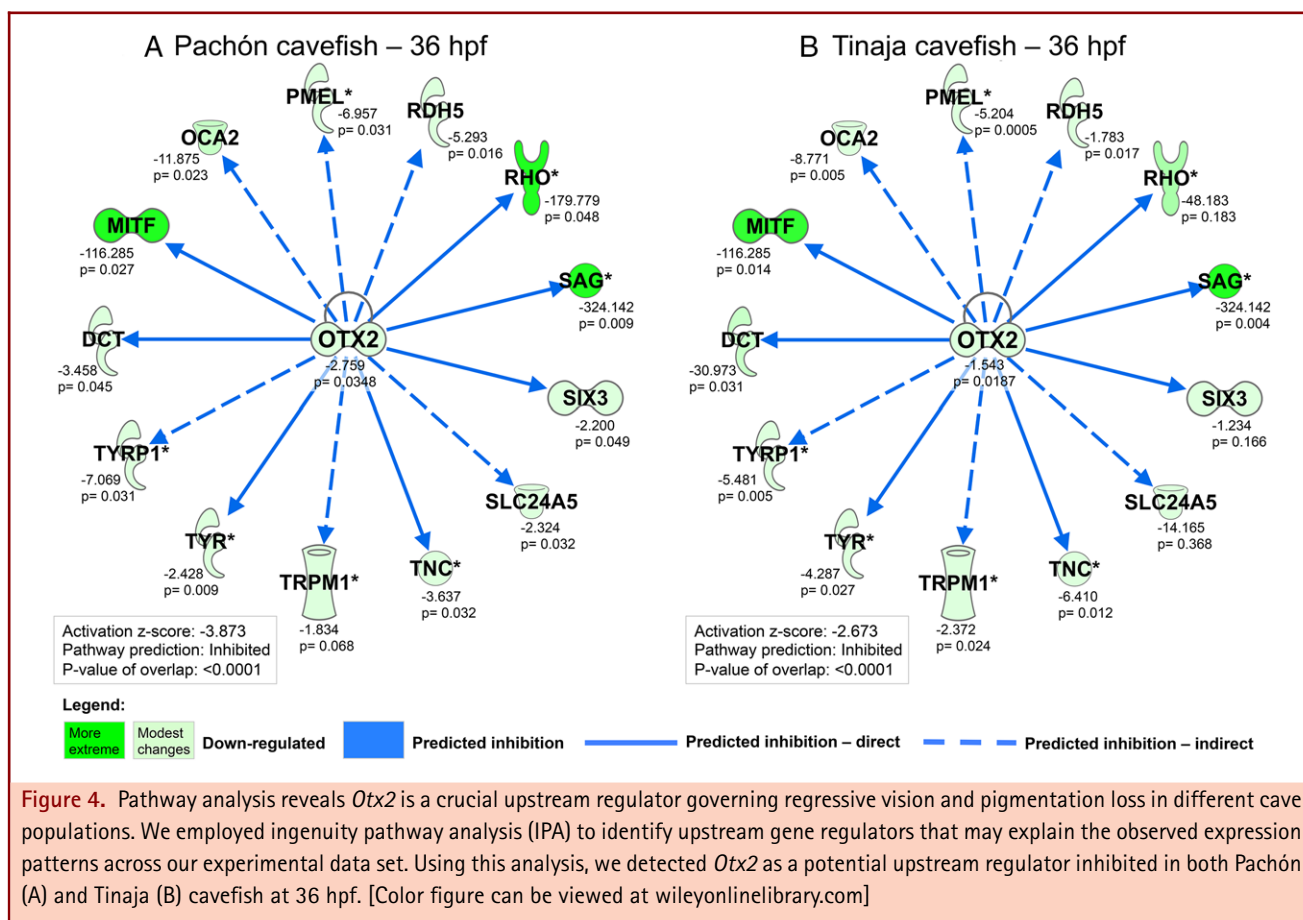 A Pachón cavefish – 36 hpf
PMEL*
-6.957
p= 0.031
RDH5
-5.293
p= 0.016
OCA2
-11.875
p= 0.023
RHO*
-179.779
p= 0.048
MITF
-116.285
p= 0.027
SAG*
-324.142
p= 0.009
DCT
-3.458
p= 0.045
OTX2
-2.759
p= 0.0348
SIX3
-2.200
p= 0.049
TYRP1*
-7.069
p= 0.031
SLC24A5
-2.324
p= 0.032
TYR*
-2.428
p= 0.009
TRPM1*
-1.834
p= 0.068
TNC*
-3.637
p= 0.032
Activation z-score: -3.873
Pathway prediction: Inhibited
P-value of overlap: <0.0001
B Tinaja cavefish – 36 hpf
PMEL*
-5.204
p= 0.0005
RDH5
-1.783
p= 0.017
OCA2
-8.771
p= 0.005
RHO*
-48.183
p= 0.183
MITF
-116.285
p= 0.014
SAG*
-324.142
p= 0.004
DCT
-30.973
p= 0.031
OTX2
-1.543
p= 0.0187
SIX3
-1.234
p= 0.166
TYRP1*
-5.481
p= 0.005
SLC24A5
-14.165
p= 0.368
TYR*
-4.287
p= 0.027
TRPM1*
-2.372
p= 0.024
TNC*
-6.410
p= 0.012
Activation z-score: -2.673
Pathway prediction: Inhibited
P-value of overlap: <0.0001
Legend:
More extreme
Modest changes
Down-regulated
Predicted inhibition
Predicted inhibition – direct
Predicted inhibition – indirect
Figure 4. Pathway analysis reveals Otx2 is a crucial upstream regulator governing regressive vision and pigmentation loss in different cave
populations. We employed ingenuity pathway analysis (IPA) to identify upstream gene regulators that may explain the observed expression
patterns across our experimental data set. Using this analysis, we detected Otx2 as a potential upstream regulator inhibited in both Pachón
(A) and Tinaja (B) cavefish at 36 hpf. [Color figure can be viewed at wileyonlinelibrary.com]